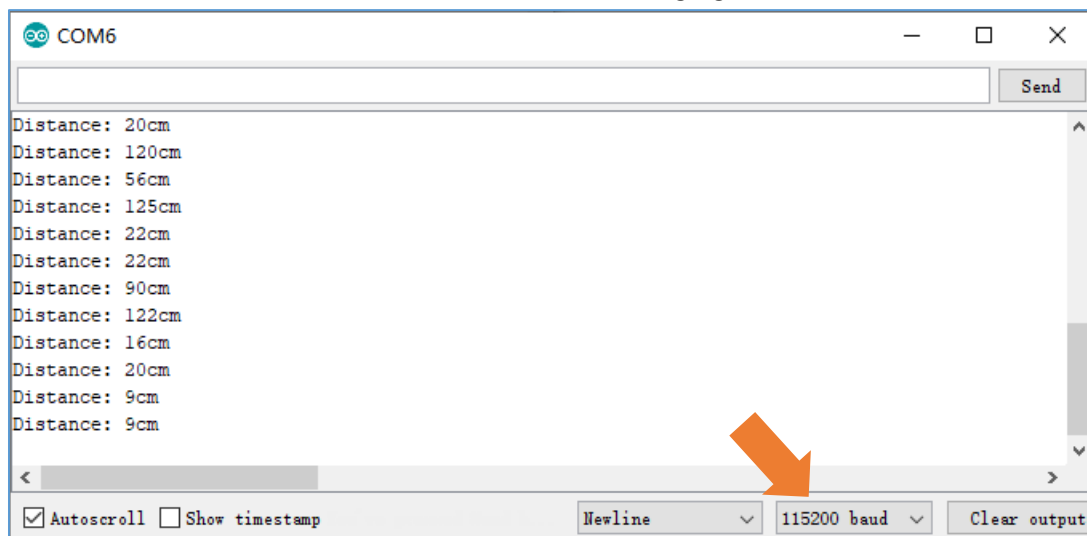 COM6
Send
Distance: 20cm
Distance: 120cm
Distance: 56cm
Distance: 125cm
Distance: 22cm
Distance: 22cm
Distance: 90cm
Distance: 122cm
Distance: 16cm
Distance: 20cm
Distance: 9cm
Distance: 9cm
Autoscroll Show timestamp Newline 115200 baud Clear output